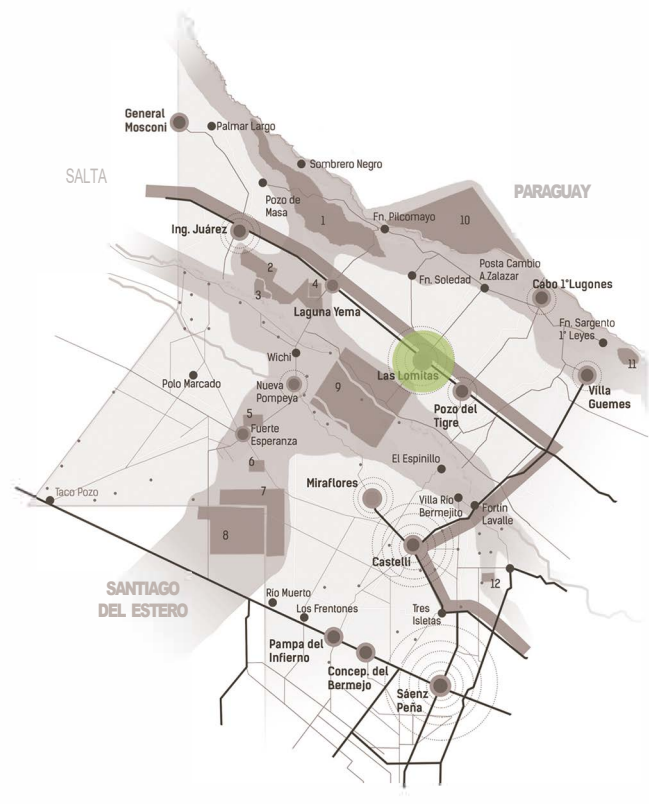 General
Mosconi
Palmar Largo
Sombrero Negro
SALTA
PARAGUAY
Pozo de
Masa
1
Fn. Pilcomayo
10
Ing. Juárez
2
3
4
Fn. Soledad
Posta Cambio
A.Zalazar
Cabo 1°Lugones
Laguna Yema
Fn. Sargento
1° Leyes
11
Wichi
Las Lomitas
Polo Marcado
Nueva
Pompeya
9
Villa
Guemes
Pozo del
Tigre
5
Fuerte
Esperanza
6
El Espinillo
Miraflores
7
Taco Pozo
Villa Río
Bermejito
Fortín
Lavalle
8
Castelli
12
SANTIAGO
DEL ESTERO
Rio Muerto
Los Frentones
Tres
Isletas
Pampa del
Infierno
Concep. del
Bermejo
Sáenz
Peña